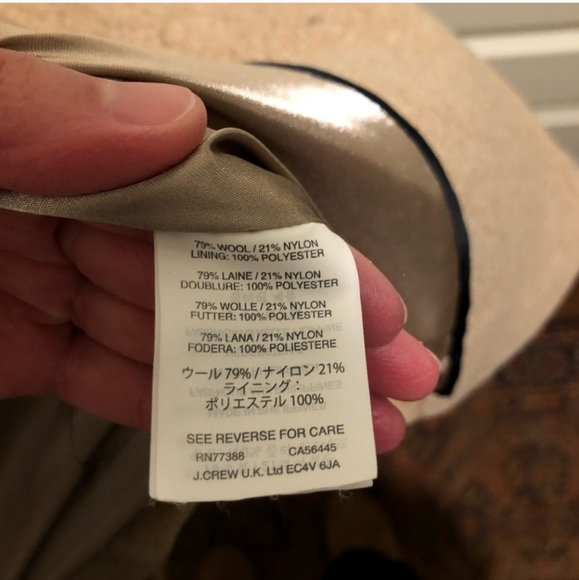 79% WOOL / 21% NYLON
LINING: 100% POLYESTER
79% LAINE / 21% NYLON
DOUBLURE: 100% POLYESTER
79% WOLLE / 21% NYLON
FUTTER: 100% POLYESTER
79% LANA / 21% NYLON
FODERA: 100% POLIESTERE
ウール 79% / ナイロン 21%
ライニング :
ポリエステル 100%
SEE REVERSE FOR CARE
RN77388 CA56445
J.CREW U.K. Ltd EC4V 6JA